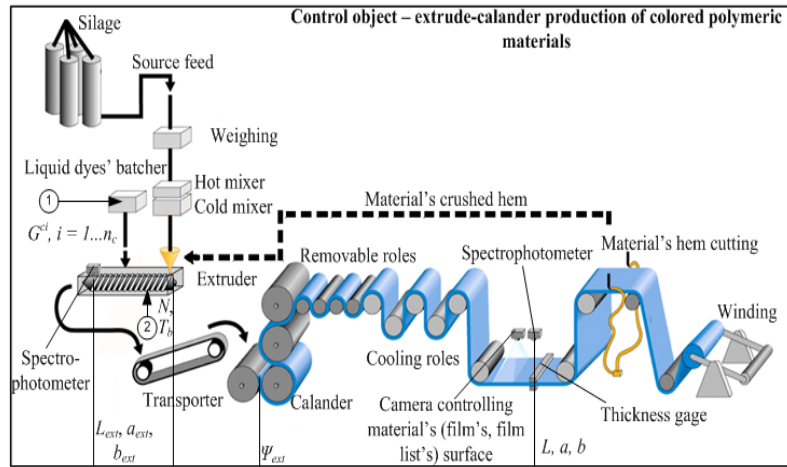 Control object – extrude-calander production of colored polymeric
materials
Silage
Source feed
Weighing
Liquid dyes' batcher
Hot mixer
Cold mixer
1
G^ci, i = 1...n_c
Material's crushed hem
Removable roles
Spectrophotometer
Material's hem cutting
Extruder
N,
2
T_b
Winding
Spectro-
photometer
Cooling roles
Transporter
Calander
Thickness gage
Camera controlling
material's (film's, film
list's) surface
L_ext, a_ext,
b_ext
Ψ_ext
L, a, b